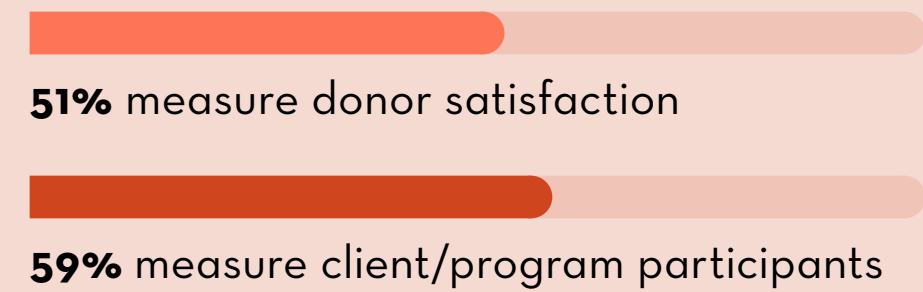 51% measure donor satisfaction
59% measure client/program participants